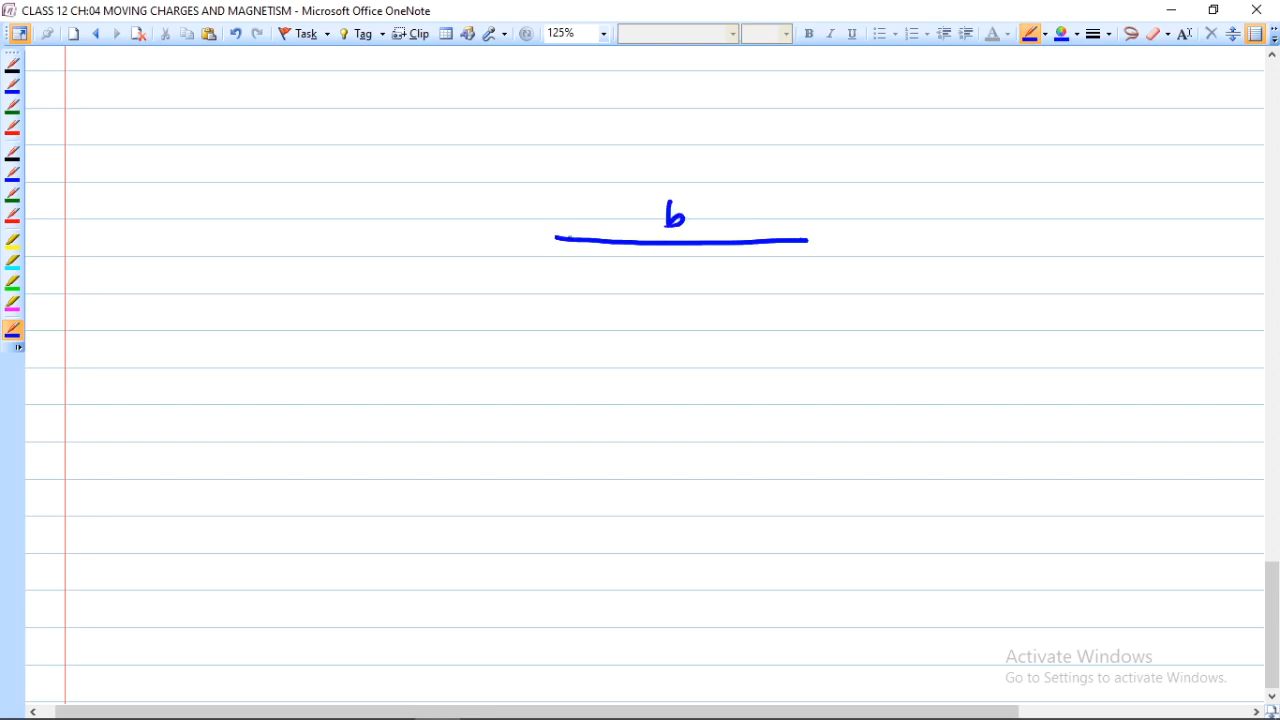 CLASS 12 CH:04 MOVING CHARGES AND MAGNETISM - Microsoft Office OneNote
Task Tag Clip 125% B I U
b
Activate Windows
Go to Settings to activate Windows.